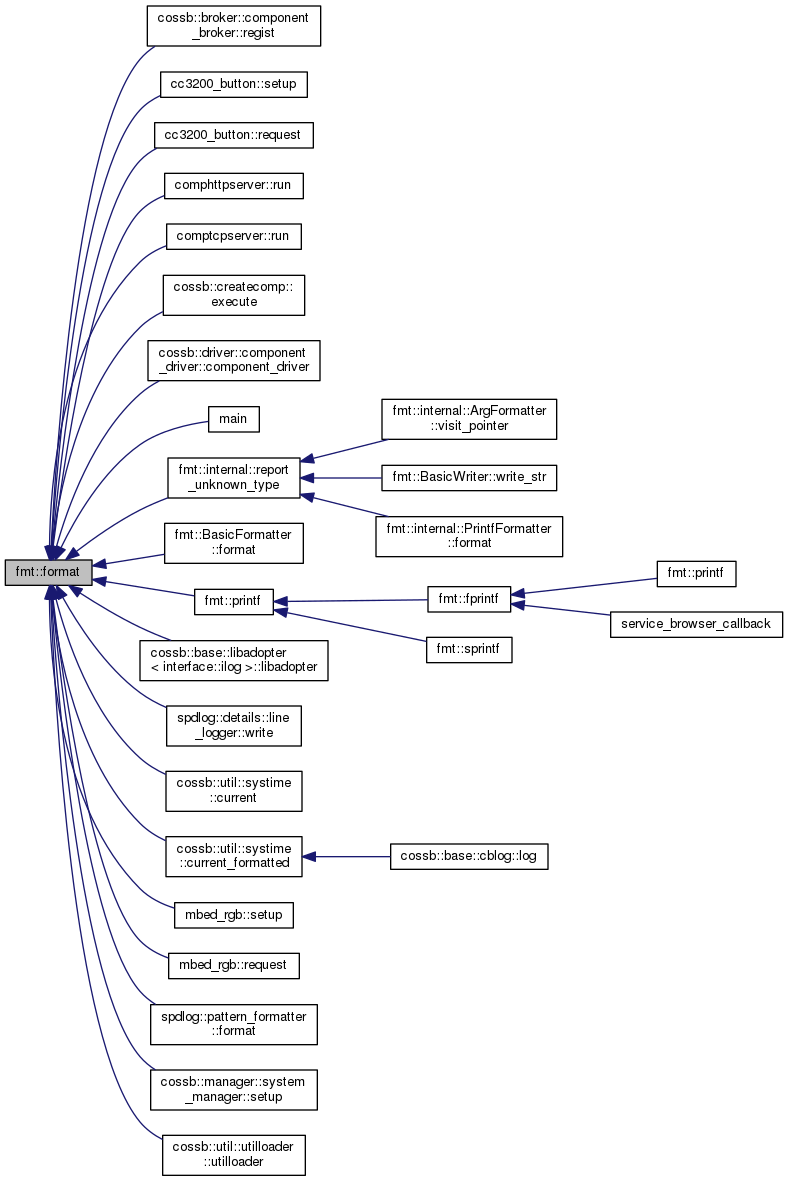 cossb::broker::component
_broker::regist
cc3200_button::setup
cc3200_button::request
comphttpserver::run
comptcpserver::run
cossb::createcomp::
execute
cossb::driver::component
_driver::component_driver
main
fmt::internal::report
_unknown_type
fmt::internal::ArgFormatter
::visit_pointer
fmt::BasicWriter::write_str
fmt::internal::PrintfFormatter
::format
fmt::BasicFormatter
::format
fmt::format
fmt::printf
fmt::fprintf
fmt::printf
service_browser_callback
fmt::sprintf
cossb::base::libadopter
< interface::ilog >::libadopter
spdlog::details::line
_logger::write
cossb::util::systime
::current
cossb::util::systime
::current_formatted
cossb::base::cblog::log
mbed_rgb::setup
mbed_rgb::request
spdlog::pattern_formatter
::format
cossb::manager::system
_manager::setup
cossb::util::utilloader
::utilloader